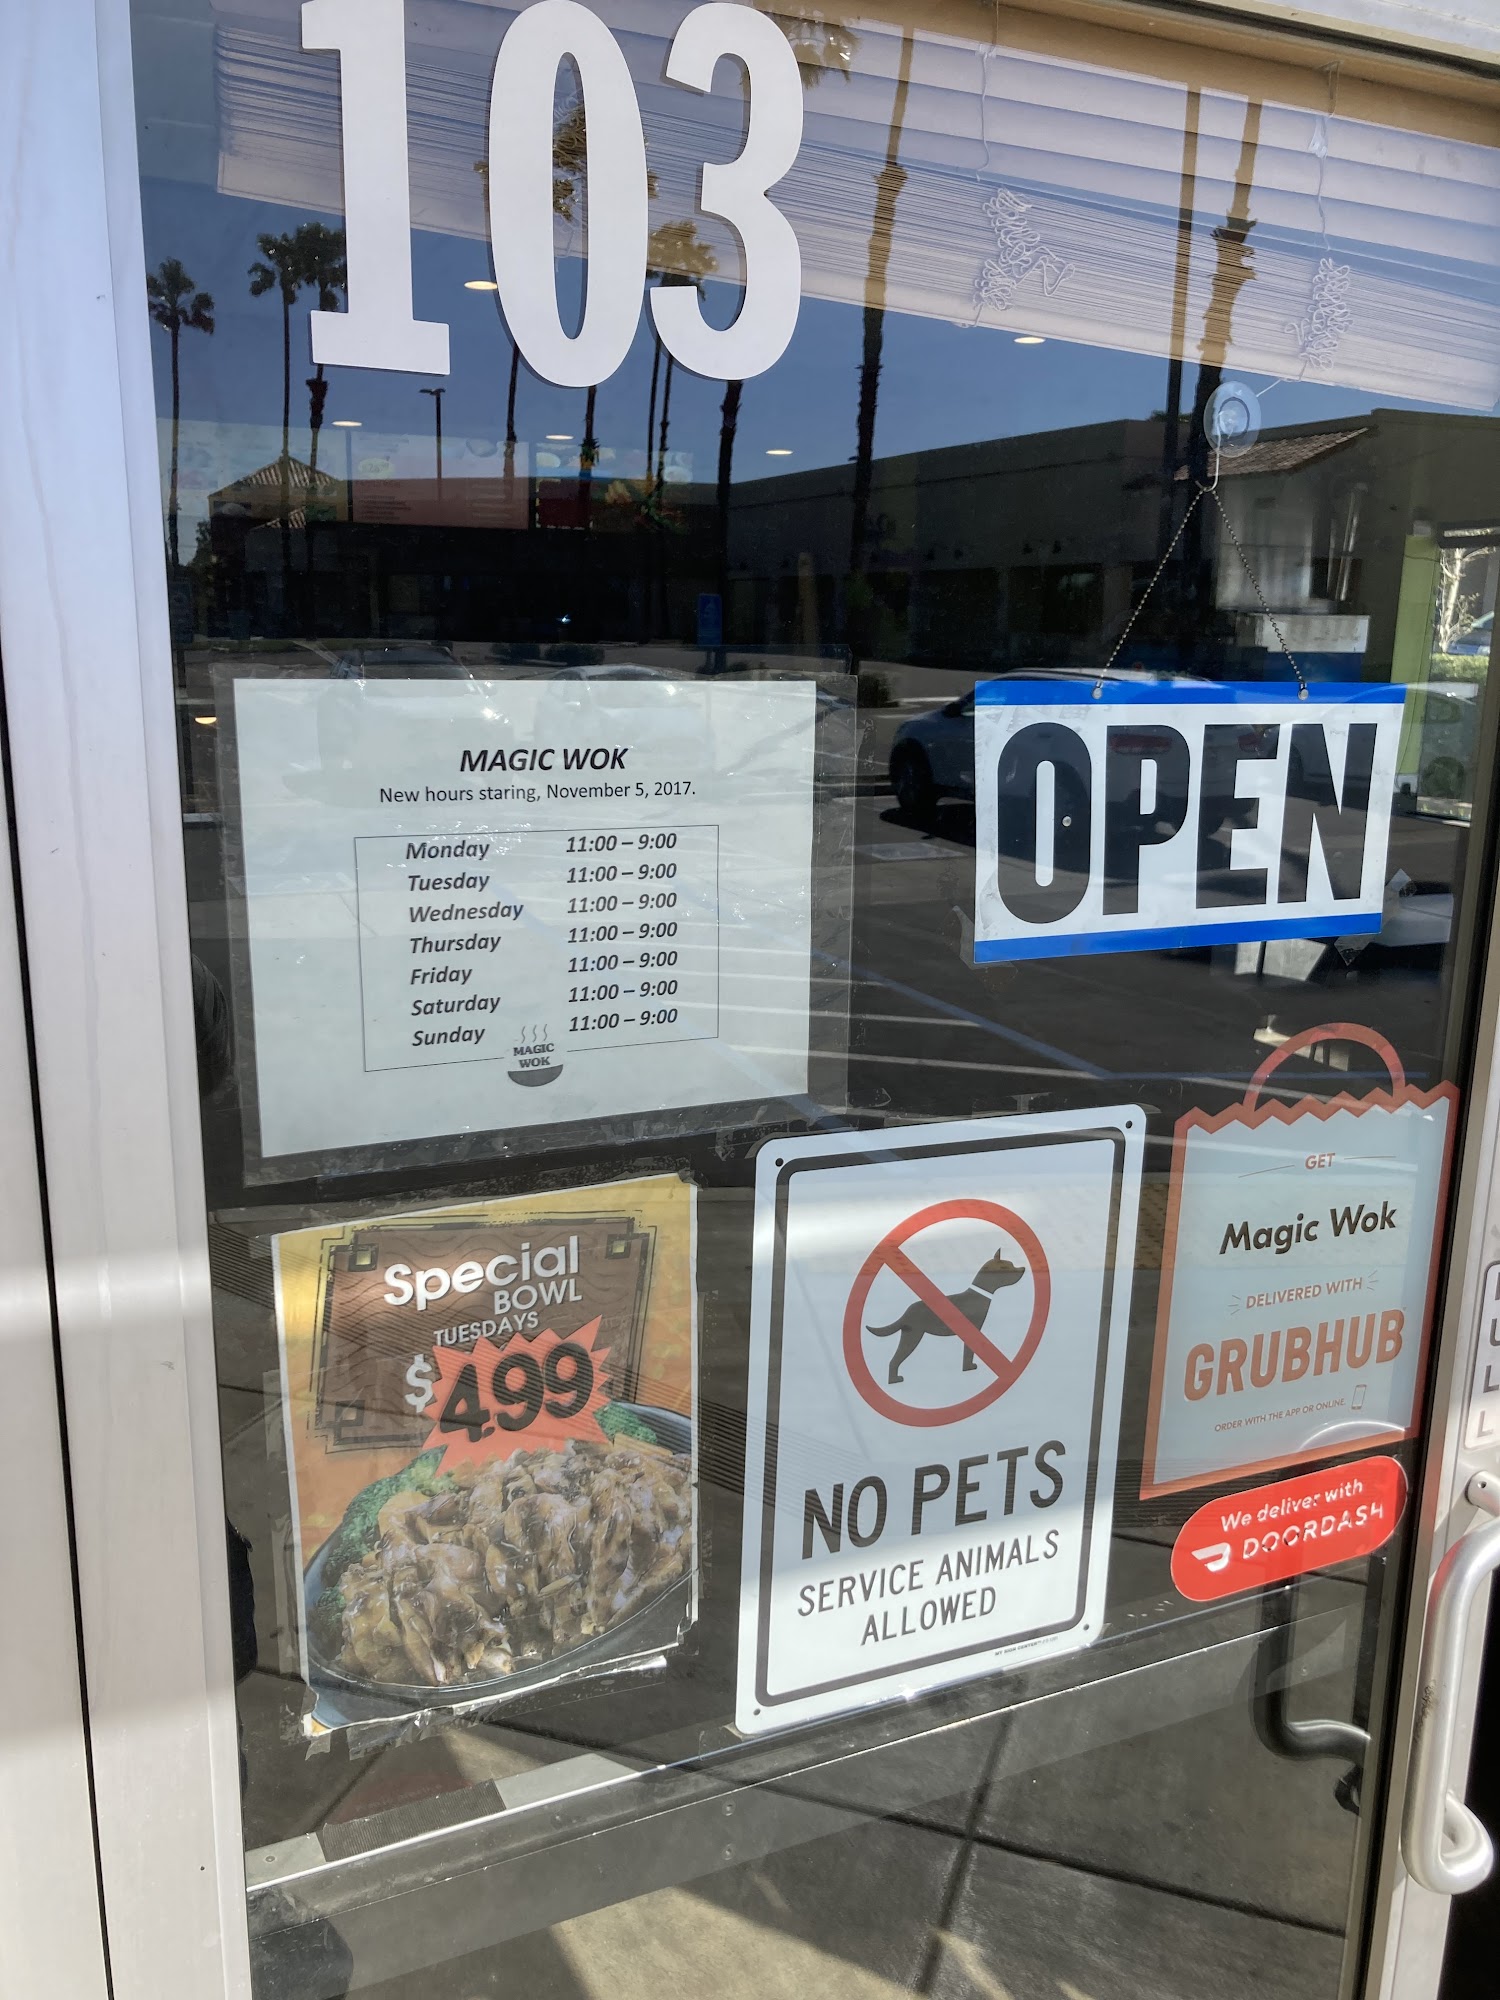 103
MAGIC WOK
New hours staring, November 5, 2017.
Monday 11:00 – 9:00
Tuesday 11:00 – 9:00
Wednesday 11:00 – 9:00
Thursday 11:00 – 9:00
Friday 11:00 – 9:00
Saturday 11:00 – 9:00
Sunday 11:00 – 9:00
MAGIC
WOK
OPEN
Special
BOWL
TUESDAYS
$4.99
NO PETS
SERVICE ANIMALS
ALLOWED
GET
Magic Wok
DELIVERED WITH
GRUBHUB
ORDER WITH THE APP OR ONLINE.
We deliver with
DOORDASH